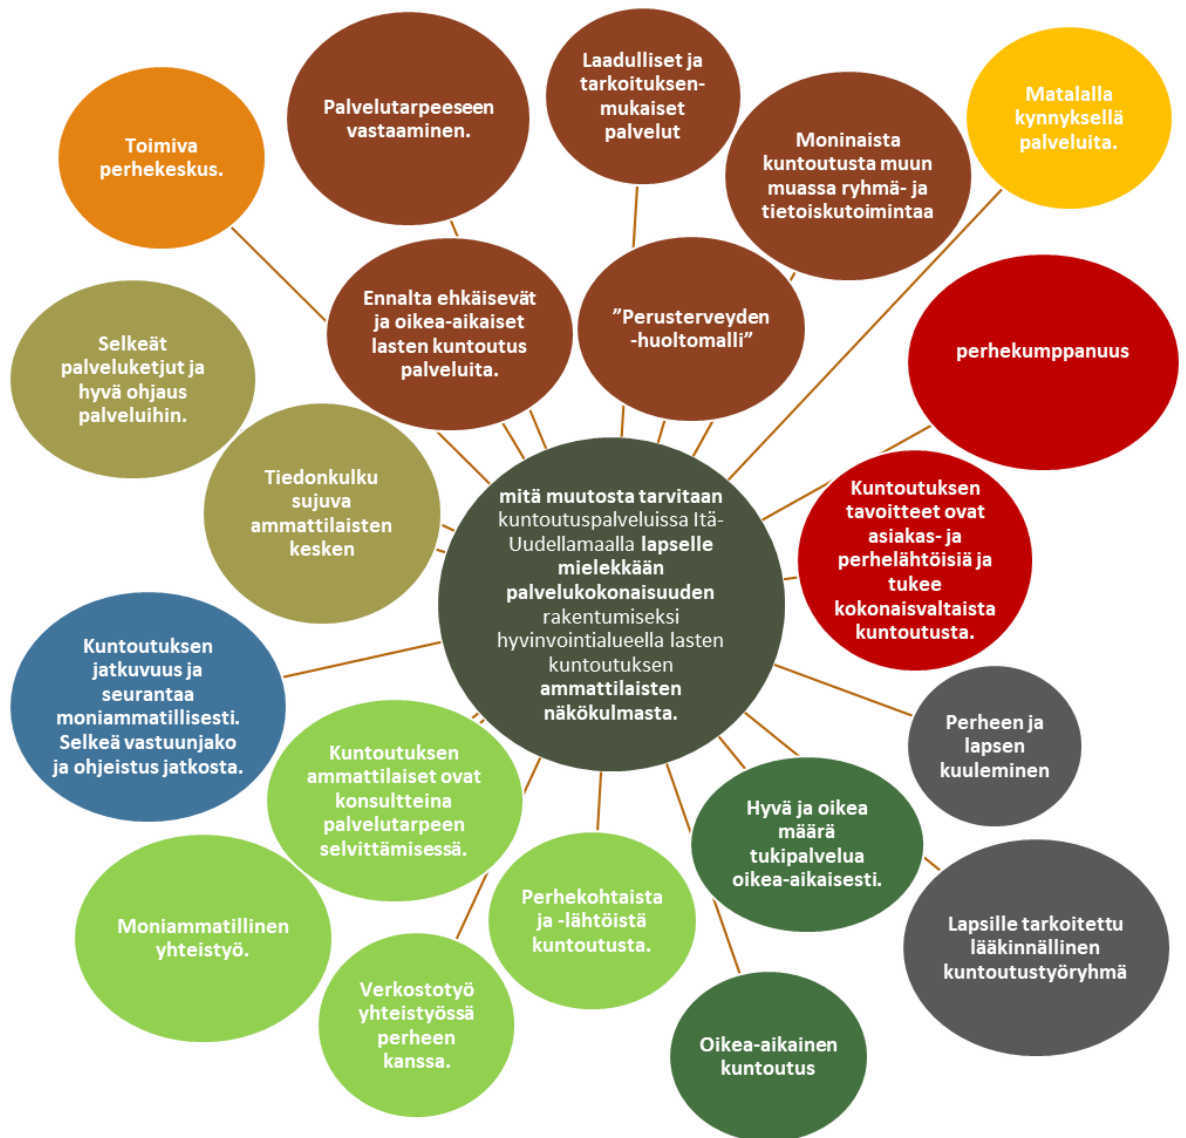 Laadulliset ja
tarkoituksen-
mukaiset
palvelut
Palvelutarpeeseen
vastaaminen.
Matalalla
kynnyksellä
palveluita.
Toimiva
perhekeskus.
Moninaista
kuntoutusta muun
muassa ryhmä- ja
tietoiskutoimintaa
Ennalta ehkäisevät
ja oikea-aikaiset
lasten kuntoutus
palveluita.
”Perusterveyden
-huoltomalli”
perhekumppanuus
Selkeät
palveluketjut ja
hyvä ohjaus
palveluihin.
Tiedonkulku
sujuva
ammattilaisten
kesken
mitä muutosta tarvitaan
kuntoutuspalveluissa Itä-
Uudellamaalla lapselle
mielekkään
palvelukokonaisuuden
rakentumiseksi
hyvinvointialueella lasten
kuntoutuksen
ammattilaisten
näkökulmasta.
Kuntoutuksen
tavoitteet ovat
asiakas- ja
perhelähtöisiä ja
tukee
kokonaisvaltaista
kuntoutusta.
Kuntoutuksen
jatkuvuus ja
seurantaa
moniammatillisesti.
Selkeä vastuunjako
ja ohjeistus jatkosta.
Perheen ja
lapsen
kuuleminen
Kuntoutuksen
ammattilaiset ovat
konsultteina
palvelutarpeen
selvittämisessä.
Hyvä ja oikea
määrä
tukipalvelua
oikea-aikaisesti.
Moniammatillinen
yhteistyö.
Perhekohtaista
ja -lähtöistä
kuntoutusta.
Lapsille tarkoitettu
lääkinnällinen
kuntoutustyöryhmä
Verkostotyö
yhteistyössä
perheen
kanssa.
Oikea-aikainen
kuntoutus